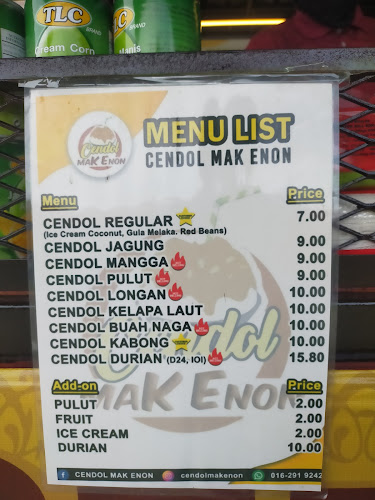 TLC BRAND
Cream Corn
BRAND
Manis
Cendol
MAK ENON
MENU LIST
CENDOL MAK ENON
Menu Price
CENDOL REGULAR 7.00
(Ice Cream Coconut, Gula Melaka. Red Beans)
CENDOL JAGUNG 9.00
CENDOL MANGGA 9.00
CENDOL PULUT 9.00
CENDOL LONGAN 10.00
CENDOL KELAPA LAUT 10.00
CENDOL BUAH NAGA 10.00
CENDOL KABONG 10.00
CENDOL DURIAN (D24, IOI) 15.80
Cendol
MAK ENON
Add-on Price
PULUT 2.00
FRUIT 2.00
ICE CREAM 2.00
DURIAN 10.00
CENDOL MAK ENON cendolmakenon 016-291 9242